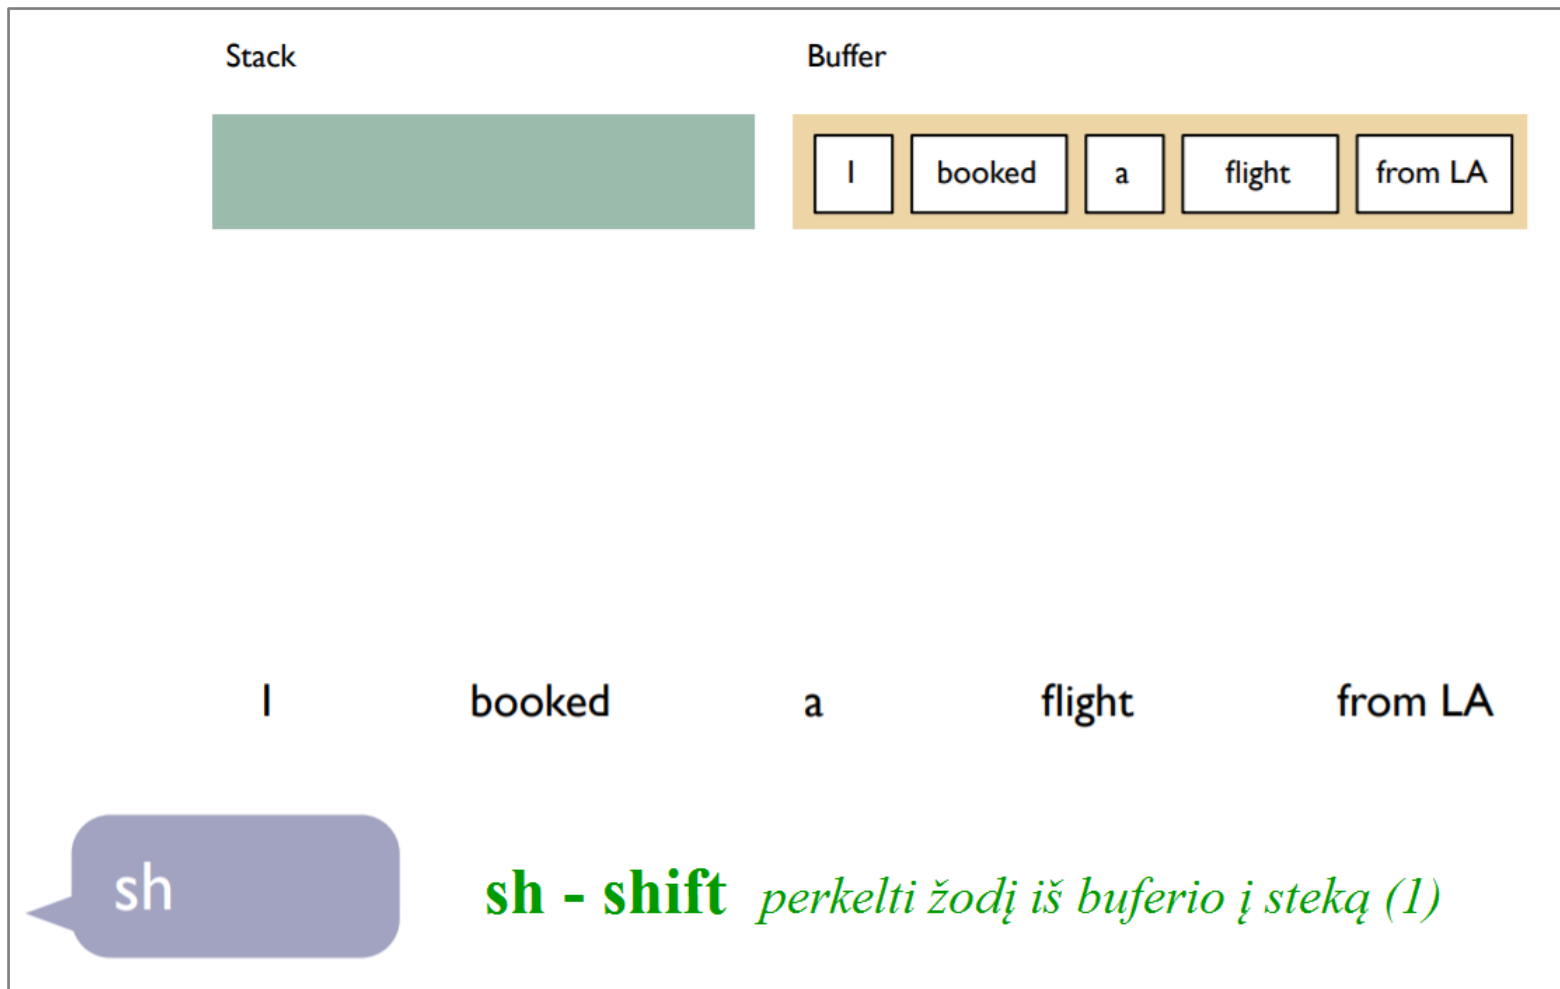 Stack Buffer
I booked a flight from LA
I booked a flight from LA
sh
sh - shift perkelti žodį iš buferio į steką (1)